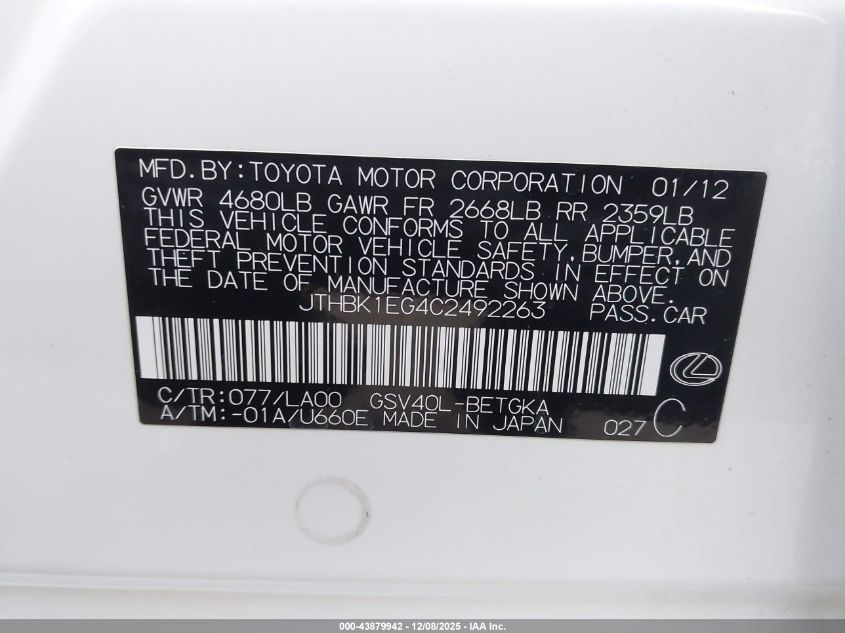 MFD.BY:TOYOTA MOTOR CORPORATION 01/12
GVWR 4680LB GAWR FR 2668LB RR 2359LB
THIS VEHICLE CONFORMS TO ALL APPLICABLE
FEDERAL MOTOR VEHICLE SAFETY,BUMPER,AND
THEFT PREVENTION STANDARDS IN EFFECT ON
THE DATE OF MANUFACTURE SHOWN ABOVE.
JTHBK1EG4C2492263 PASS.CAR
C/TR:077/LA00 GSV40L-BETGKA
A/TM:-01A/U660E MADE IN JAPAN 027 C
000-43879942 - 12/08/2025 - IAA Inc.